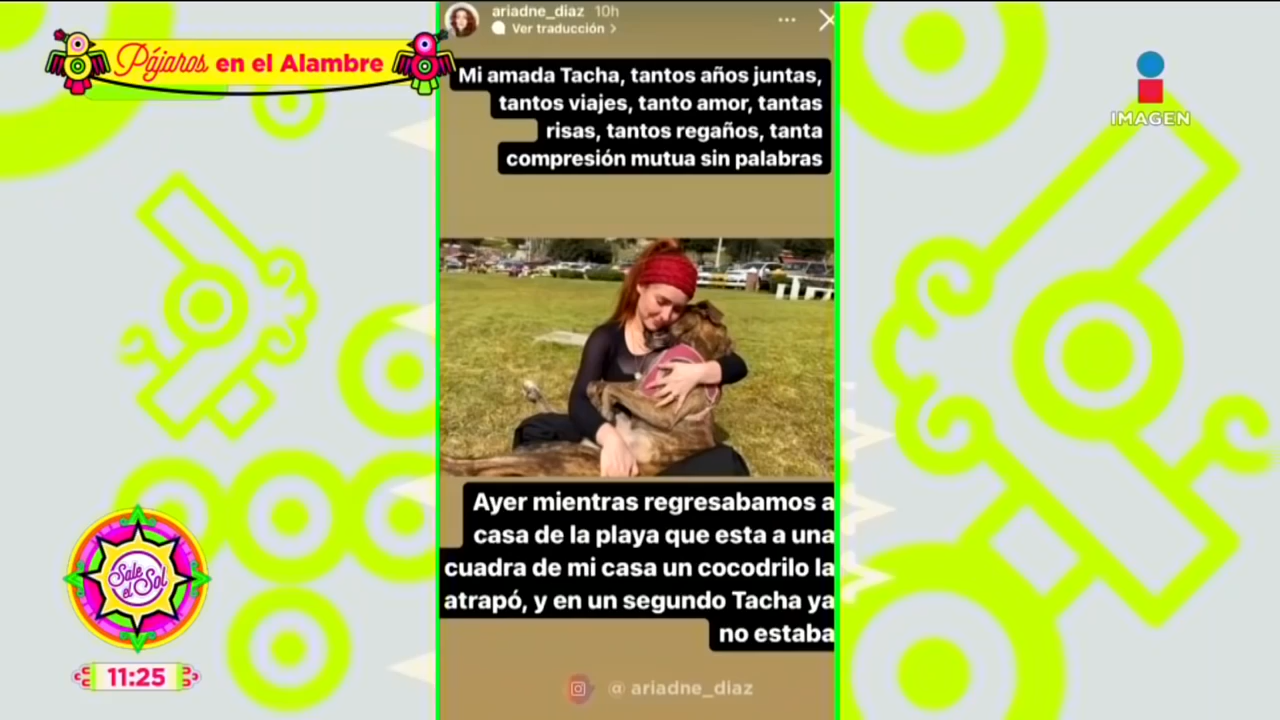 Pájaros en el Alambre
ariadne_diaz 10h
Ver traducción >
Mi amada Tacha, tantos años juntas,
tantos viajes, tanto amor, tantas
risas, tantos regaños, tanta
compresión mutua sin palabras
IMAGEN
Ayer mientras regresabamos a
casa de la playa que esta a una
cuadra de mi casa un cocodrilo la
atrapó, y en un segundo Tacha ya
no estaba
Sale
el Sol
11:25
@ ariadne_diaz